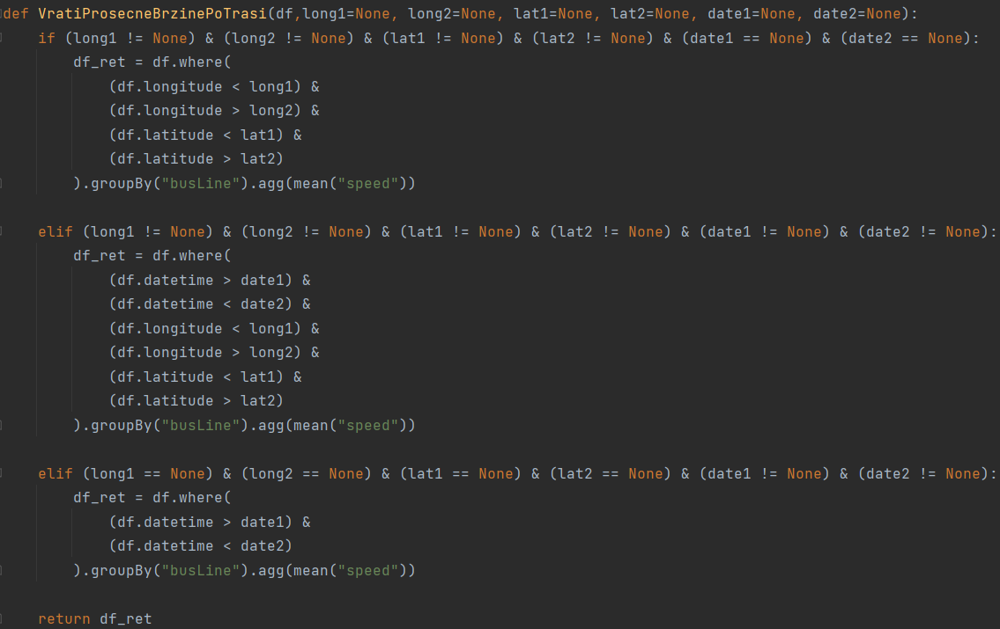 def VratiProsecneBrzinePoTrasi(df,long1=None, long2=None, lat1=None, lat2=None, date1=None, date2=None):
    if (long1 != None) & (long2 != None) & (lat1 != None) & (lat2 != None) & (date1 == None) & (date2 == None):
        df_ret = df.where(
            (df.longitude < long1) &
            (df.longitude > long2) &
            (df.latitude < lat1) &
            (df.latitude > lat2)
        ).groupBy("busLine").agg(mean("speed"))

    elif (long1 != None) & (long2 != None) & (lat1 != None) & (lat2 != None) & (date1 != None) & (date2 != None):
        df_ret = df.where(
            (df.datetime > date1) &
            (df.datetime < date2) &
            (df.longitude < long1) &
            (df.longitude > long2) &
            (df.latitude < lat1) &
            (df.latitude > lat2)
        ).groupBy("busLine").agg(mean("speed"))

    elif (long1 == None) & (long2 == None) & (lat1 == None) & (lat2 == None) & (date1 != None) & (date2 != None):
        df_ret = df.where(
            (df.datetime > date1) &
            (df.datetime < date2)
        ).groupBy("busLine").agg(mean("speed"))

    return df_ret